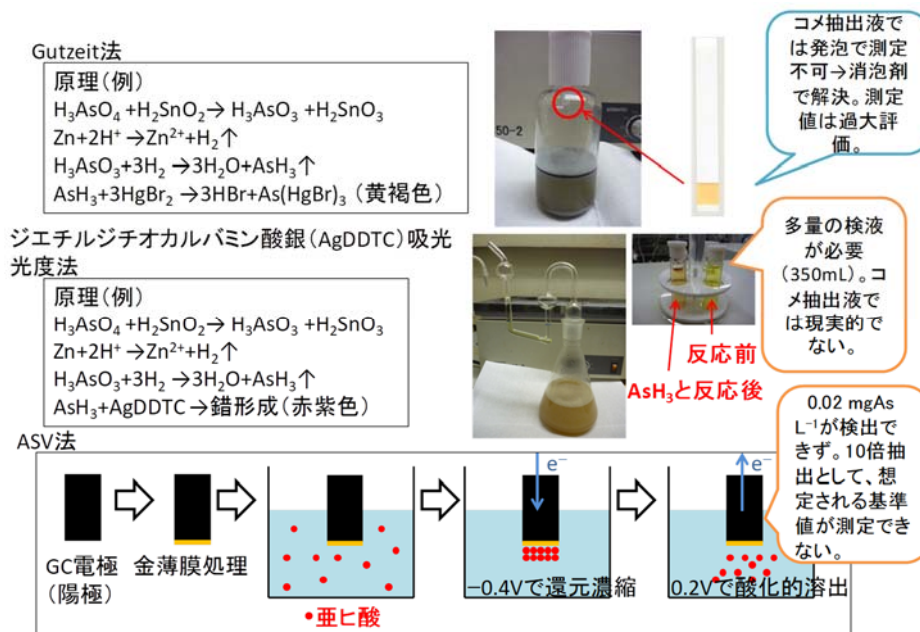 Gutzeit法
原理(例)
H₃AsO₄ +H₂SnO₂→ H₃AsO₃ +H₂SnO₃
Zn+2H⁺ →Zn²⁺+H₂↑
H₃AsO₃+3H₂ →3H₂O+AsH₃↑
AsH₃+3HgBr₂ →3HBr+As(HgBr)₃ (黄褐色)
50-2
コメ抽出液で
は発泡で測定
不可→消泡剤
で解決。測定
値は過大評
価。
ジエチルジチオカルバミン酸銀(AgDDTC)吸光
光度法
原理(例)
H₃AsO₄ +H₂SnO₂→ H₃AsO₃ +H₂SnO₃
Zn+2H⁺ →Zn²⁺+H₂↑
H₃AsO₃+3H₂ →3H₂O+AsH₃↑
AsH₃+AgDDTC →錯形成(赤紫色)
反応前
AsH₃と反応後
多量の検液
が必要
(350mL)。コ
メ抽出液で
は現実的で
ない。
ASV法
GC電極
(陽極)
金薄膜処理
•亜ヒ酸
e⁻
−0.4Vで還元濃縮
e⁻
0.2Vで酸化的溶出
0.02 mgAs
L⁻¹が検出で
きず。10倍抽
出として、想
定される基準
値が測定でき
ない。